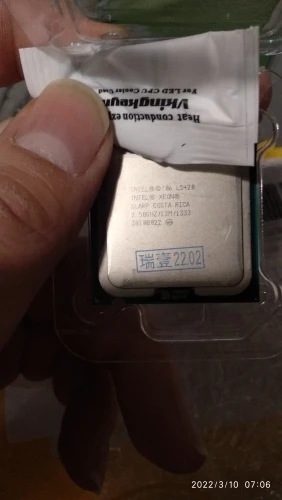 Heat conduction
Vkingkey
For LED CPU Cooler
INTEL® '06 L5420
INTEL® XEON®
SLARP COSTA RICA
2.50GHZ/12M/1333
瑞壹22.02
2022/3/10 07:06